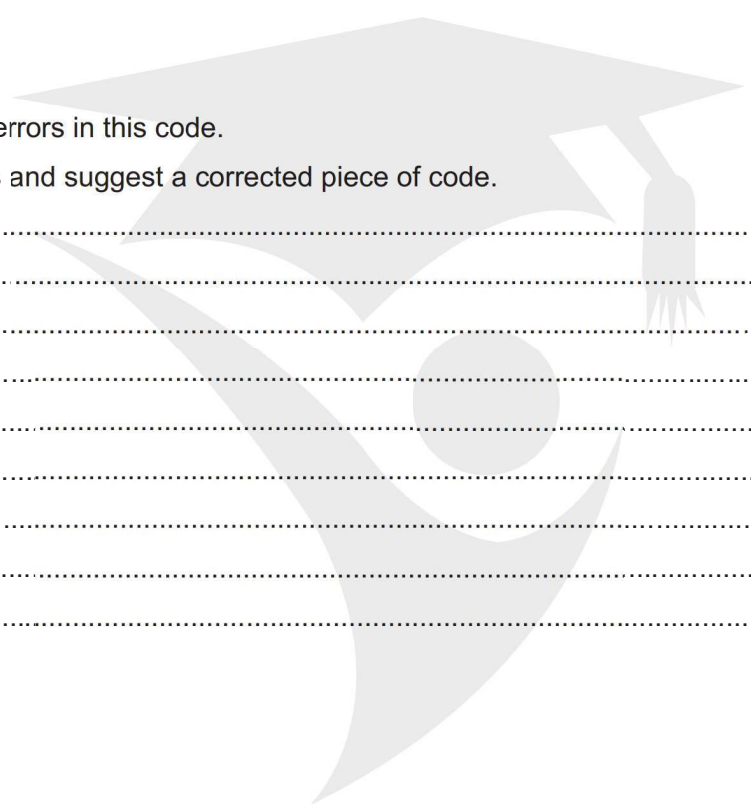 errors in this code.
and suggest a corrected piece of code.